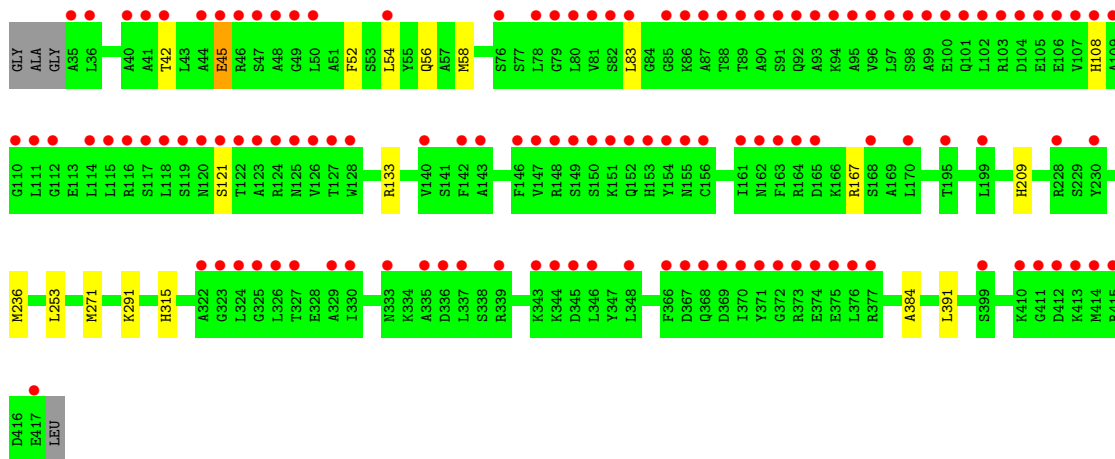 GLY ALA GLY A35 L36 A40 A41 T42 L43 A44 E45 R46 S47 A48 G49 L50 A51 F52 S53 L54 Y55 Q56 A57 M58 S76 S77 L78 G79 L80 V81 S82 L83 G84 G85 K86 A87 T88 T89 A90 S91 Q92 A93 K94 A95 V96 L97 S98 A99 E100 Q101 L102 R103 D104 E105 E106 V107 H108 A109
G110 L111 G112 E113 L114 L115 R116 S117 L118 S119 N120 S121 T122 A123 R124 N125 V126 T127 W128 R133 V140 S141 F142 A143 F146 V147 R148 S149 S150 K151 Q152 H153 Y154 N155 C156 I161 N162 F163 R164 D165 K166 R167 S168 A169 L170 T195 L199 H209 R228 S229 Y230
M236 L253 M271 K291 H315 A322 G323 L324 G325 L326 T327 E328 A329 I330 N333 K334 A335 D336 L337 S338 R339 K343 K344 D345 L346 Y347 L348 F366 D367 Q368 D369 I370 Y371 G372 R373 E374 E375 L376 R377 A384 L391 S399 K410 G411 D412 K413 M414
D416 E417 LEU